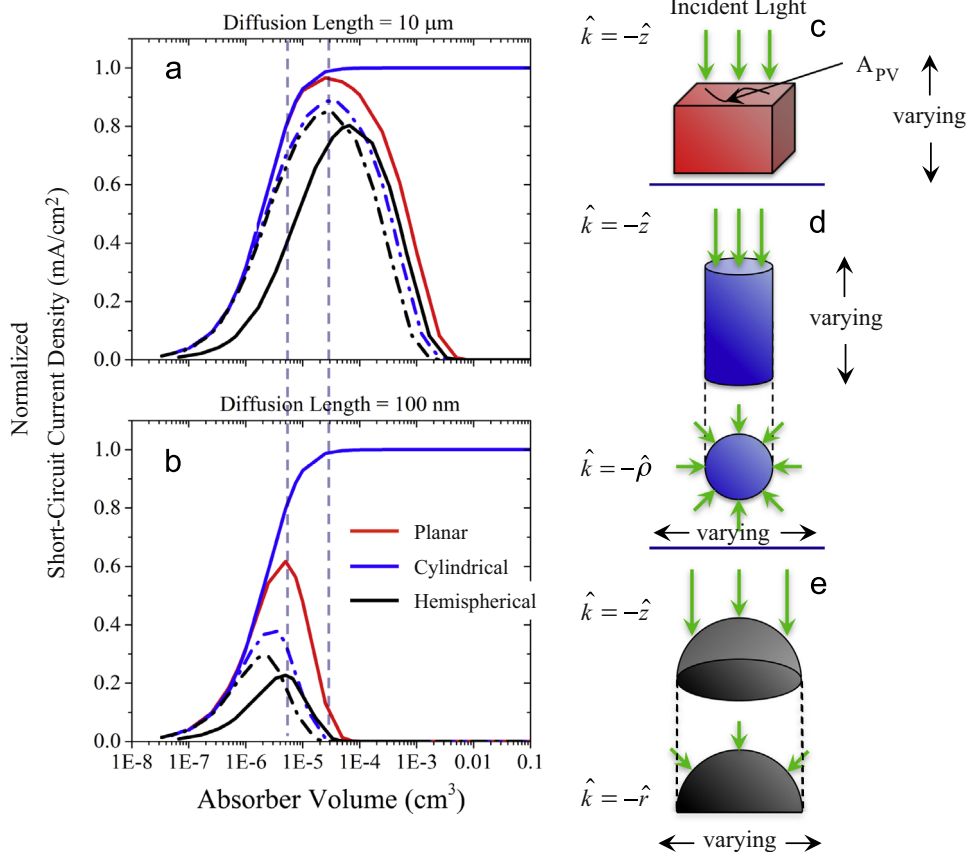 Diffusion Length = 10 μm
a
1.0
0.8
0.6
0.4
0.2
0.0
Diffusion Length = 100 nm
b
1.0
0.8
0.6
0.4
0.2
0.0
Planar
Cylindrical
Hemispherical
1E-8 1E-7 1E-6 1E-5 1E-4 1E-3 0.01 0.1
Absorber Volume (cm³)
Normalized
Short-Circuit Current Density (mA/cm2)
Incident Light
k̂ = −ẑ
c
A_PV
varying
k̂ = −ẑ
d
varying
k̂ = −ρ̂
varying
k̂ = −ẑ
e
k̂ = −r̂
varying